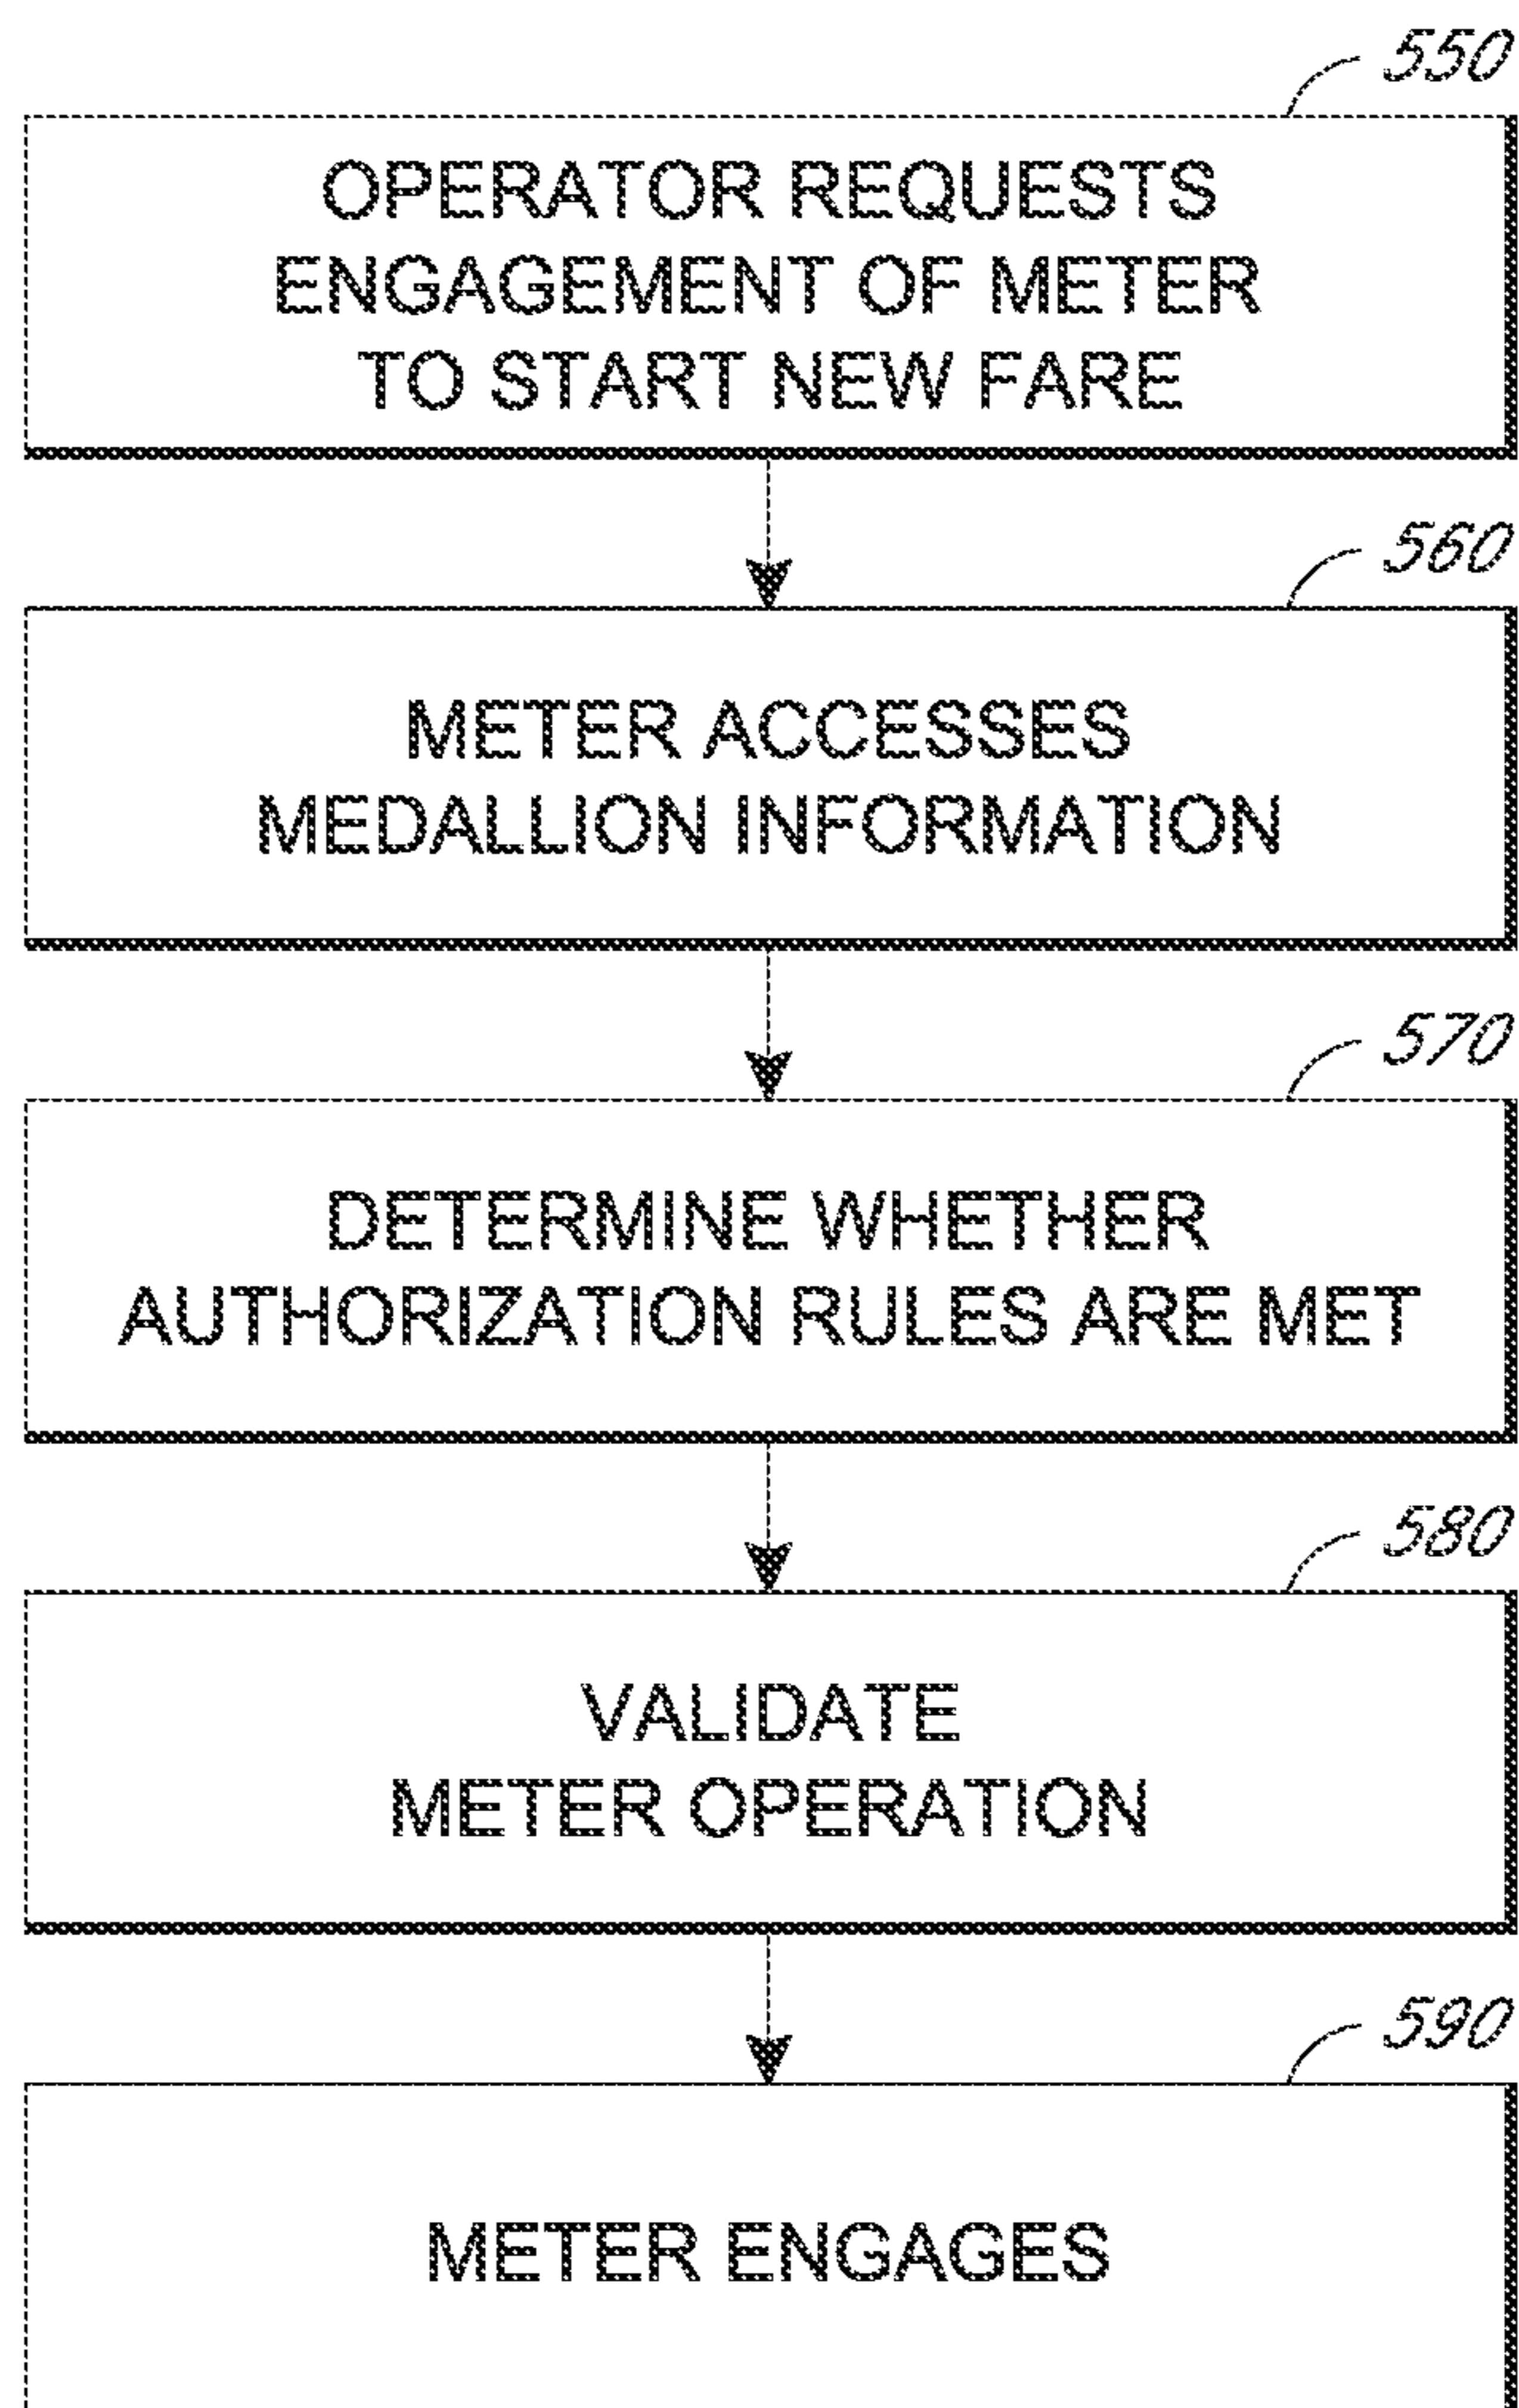 550
OPERATOR REQUESTS
ENGAGEMENT OF METER
TO START NEW FARE
560
METER ACCESSES
MEDALLION INFORMATION
570
DETERMINE WHETHER
AUTHORIZATION RULES ARE MET
580
VALIDATE
METER OPERATION
590
METER ENGAGES